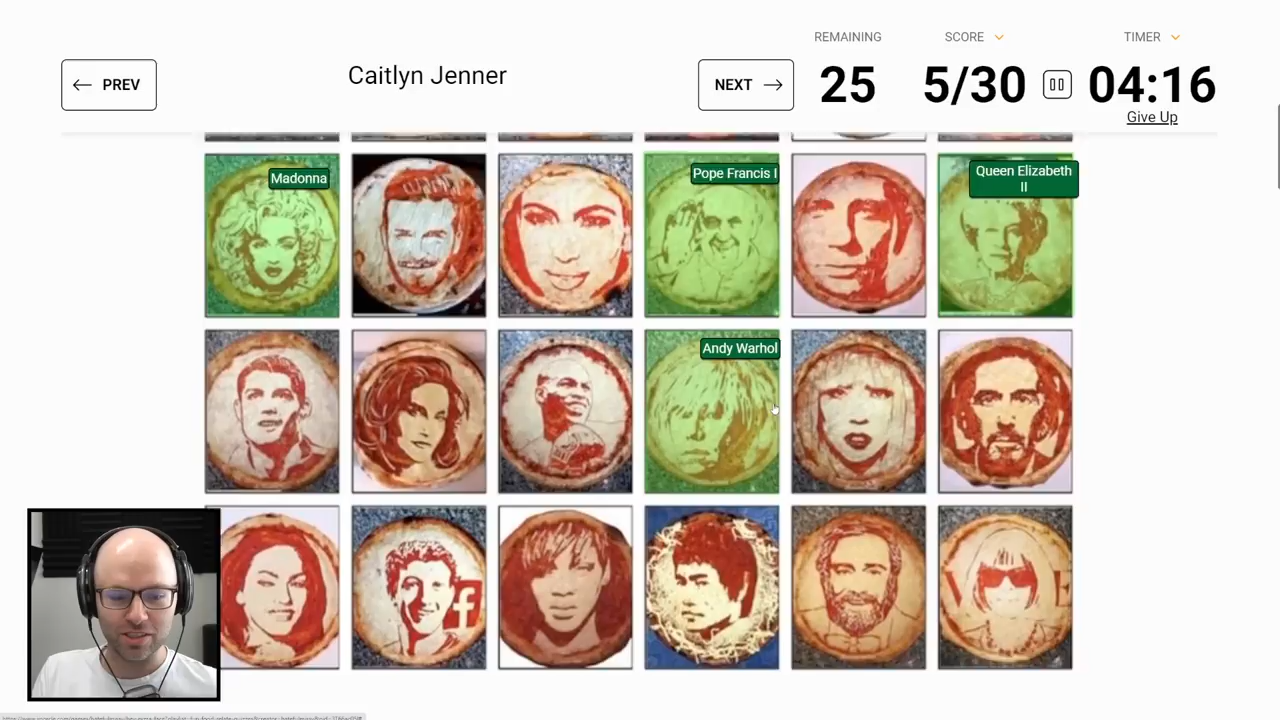 REMAINING
SCORE
TIMER
← PREV
Caitlyn Jenner
NEXT →
25
5/30
04:16
Give Up
Madonna
Pope Francis I
Queen Elizabeth
II
Andy Warhol
f
V E